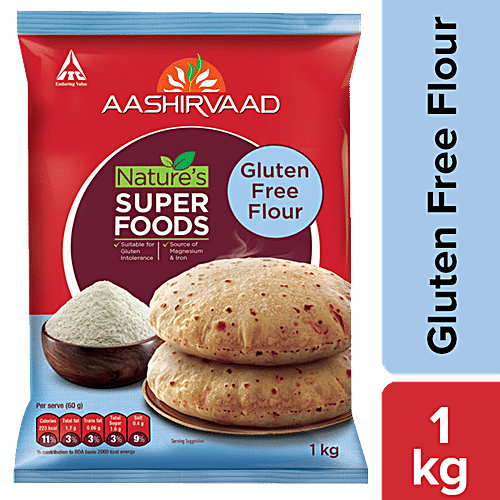 ITC
Enduring Value
AASHIRVAAD
Nature's
SUPER
FOODS
Suitable for
Gluten
Intolerance
Source of
Magnesium
& Iron
Gluten
Free
Flour
Per serve (60 g)
Calories
223 kcal
11%
Total fat
1.7 g
3%
Trans fat
0.06 g
3%
Total
Sugar
1.6 g
3%
Salt
0.4 g
9%
% contribution to RDA basis 2000 kcal energy
Serving Suggestion
1 kg
Gluten Free Flour
1
kg